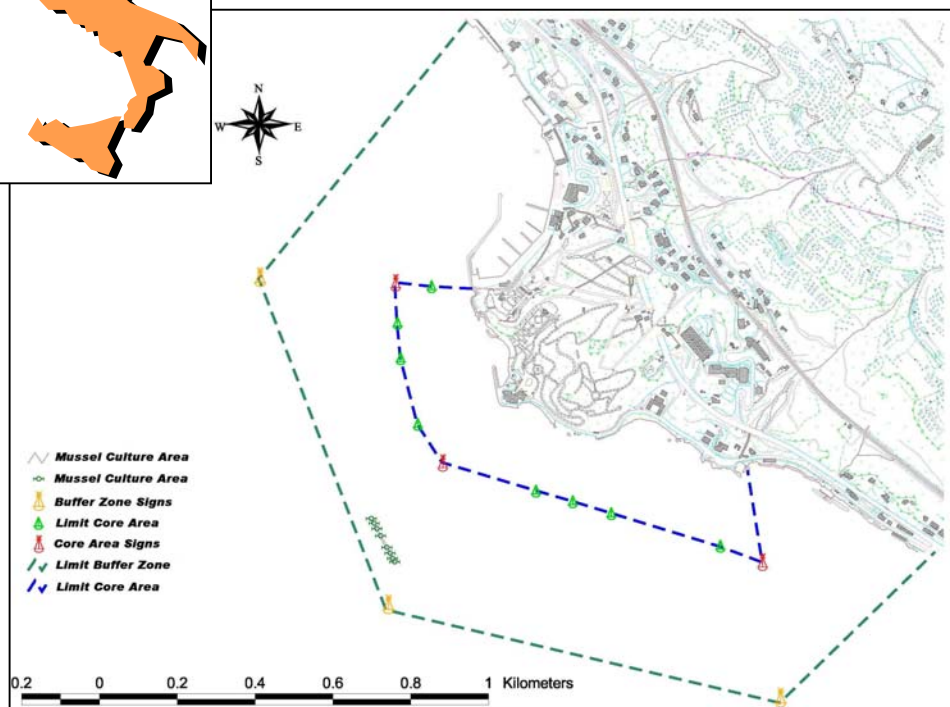 N
W E
S
Mussel Culture Area
Mussel Culture Area
Buffer Zone Signs
Limit Core Area
Core Area Signs
Limit Buffer Zone
Limit Core Area
0.2 0 0.2 0.4 0.6 0.8 1 Kilometers